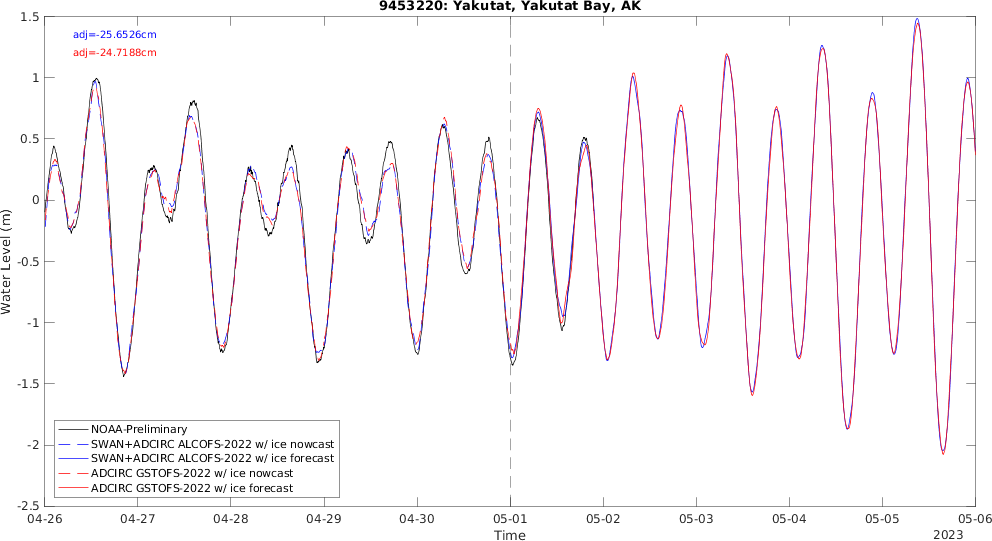 9453220: Yakutat, Yakutat Bay, AK
adj=-25.6526cm
adj=-24.7188cm
Water Level (m)
1.5
1
0.5
0
-0.5
-1
-1.5
-2
-2.5
NOAA-Preliminary
SWAN+ADCIRC ALCOFS-2022 w/ ice nowcast
SWAN+ADCIRC ALCOFS-2022 w/ ice forecast
ADCIRC GSTOFS-2022 w/ ice nowcast
ADCIRC GSTOFS-2022 w/ ice forecast
04-26 04-27 04-28 04-29 04-30 05-01 05-02 05-03 05-04 05-05 05-06
Time
2023